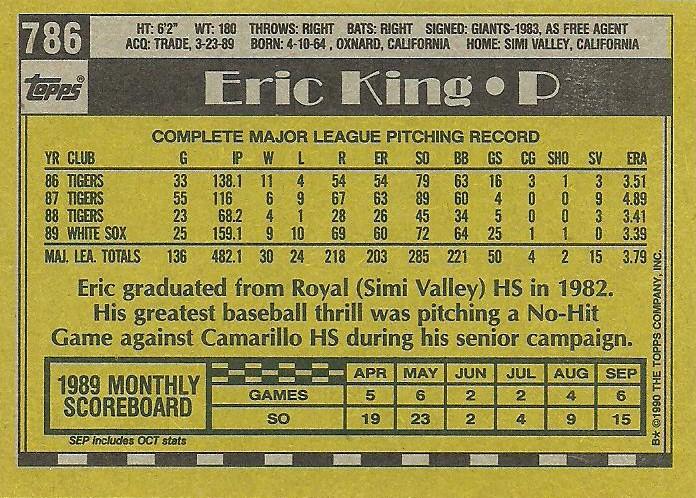 786
HT: 6'2" WT: 180 THROWS: RIGHT BATS: RIGHT SIGNED: GIANTS-1983, AS FREE AGENT
ACQ: TRADE, 3-23-89 BORN: 4-10-64, OXNARD, CALIFORNIA HOME: SIMI VALLEY, CALIFORNIA
Topps®
Eric King • P
COMPLETE MAJOR LEAGUE PITCHING RECORD
YR CLUB G IP W L R ER SO BB GS CG SHO SV ERA
86 TIGERS 33 138.1 11 4 54 54 79 63 16 3 1 3 3.51
87 TIGERS 55 116 6 9 67 63 89 60 4 0 0 9 4.89
88 TIGERS 23 68.2 4 1 28 26 45 34 5 0 0 3 3.41
89 WHITE SOX 25 159.1 9 10 69 60 72 64 25 1 1 0 3.39
MAJ. LEA. TOTALS 136 482.1 30 24 218 203 285 221 50 4 2 15 3.79
Eric graduated from Royal (Simi Valley) HS in 1982.
His greatest baseball thrill was pitching a No-Hit
Game against Camarillo HS during his senior campaign.
1989 MONTHLY
SCOREBOARD
APR MAY JUN JUL AUG SEP
GAMES 5 6 2 2 4 6
SO 19 23 2 4 9 15
SEP includes OCT stats
B* ©1990 THE TOPPS COMPANY, INC.